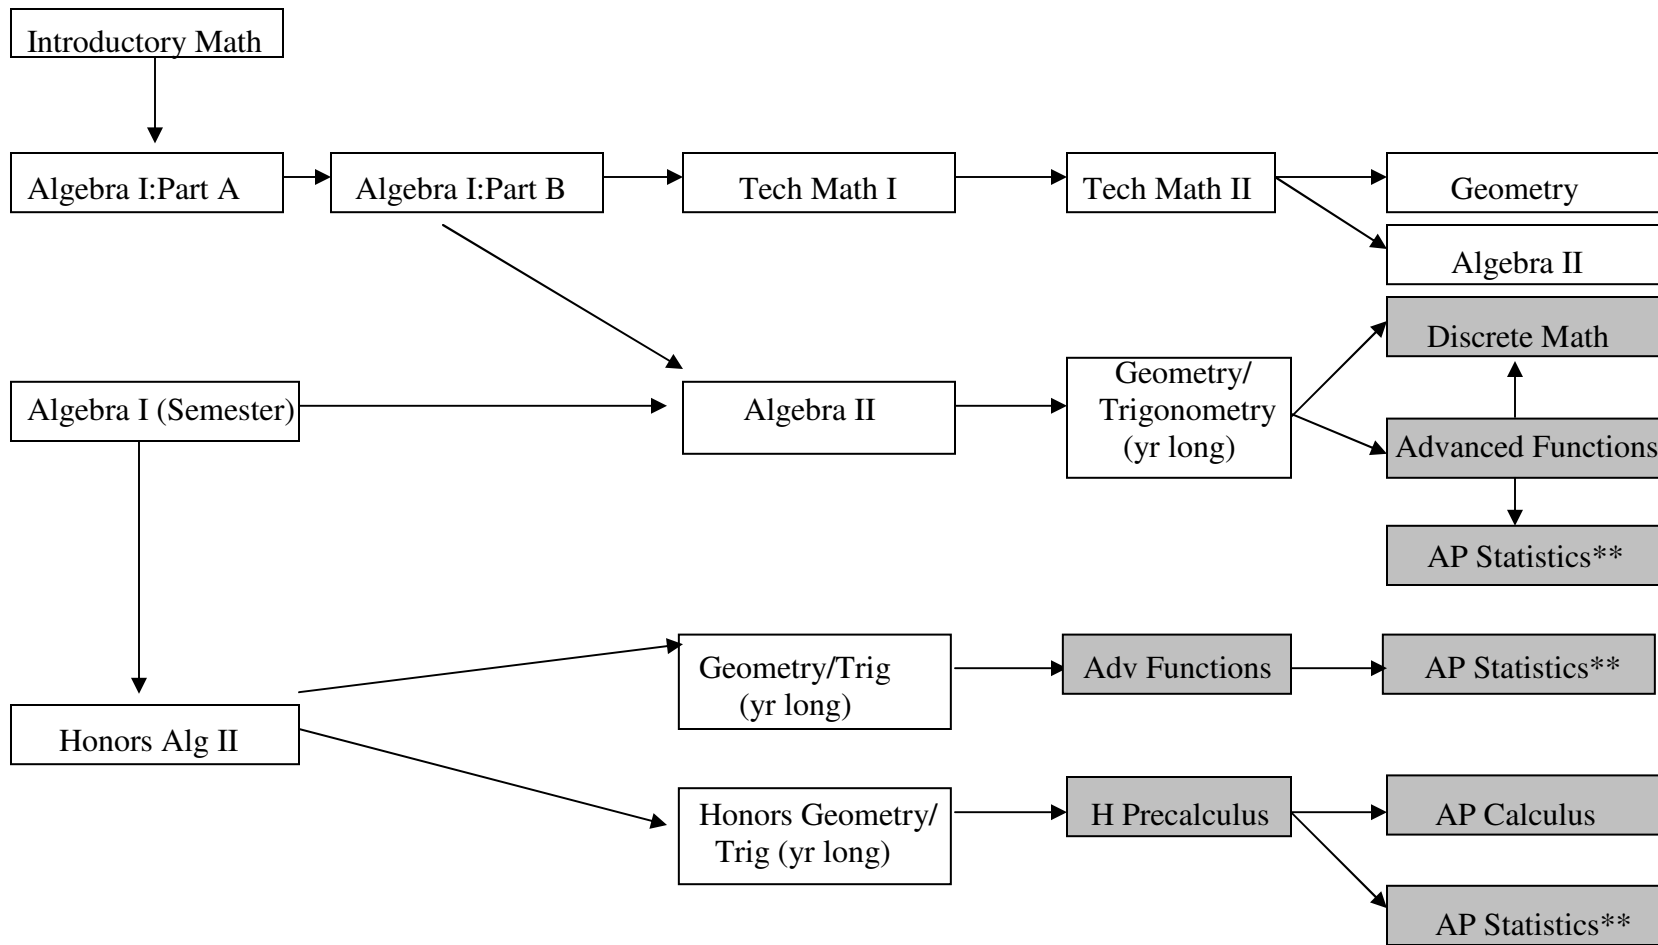 Introductory Math
Algebra I:Part A
Algebra I:Part B
Tech Math I
Tech Math II
Geometry
Algebra II
Discrete Math
Algebra I (Semester)
Algebra II
Geometry/
Trigonometry
(yr long)
Advanced Functions
AP Statistics**
Honors Alg II
Geometry/Trig
(yr long)
Adv Functions
AP Statistics**
Honors Geometry/
Trig (yr long)
H Precalculus
AP Calculus
AP Statistics**